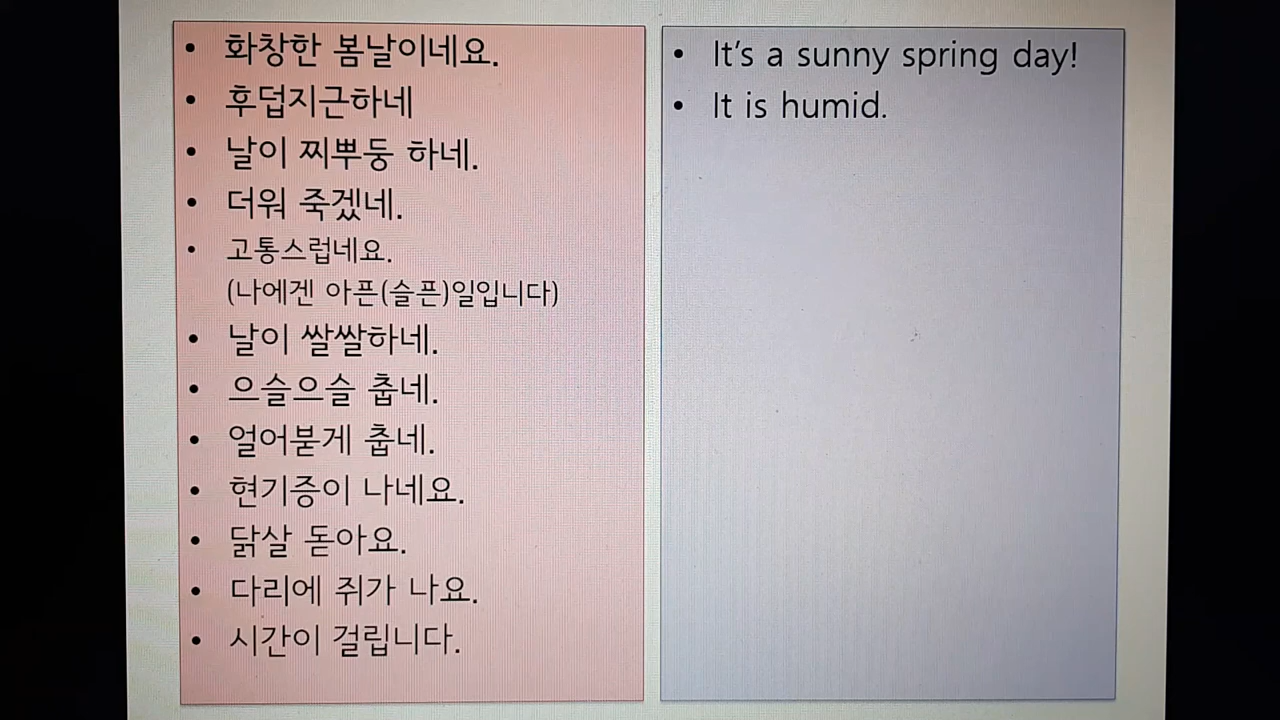 • 화창한 봄날이네요.
• 후덥지근하네
• 날이 찌뿌둥 하네.
• 더워 죽겠네.
• 고통스럽네요.
(나에겐 아픈(슬픈)일입니다)
• 날이 쌀쌀하네.
• 으슬으슬 춥네.
• 얼어붇게 춥네.
• 현기증이 나네요.
• 닭살 돋아요.
• 다리에 쥐가 나요.
• 시간이 걸립니다.
• It's a sunny spring day!
• It is humid.